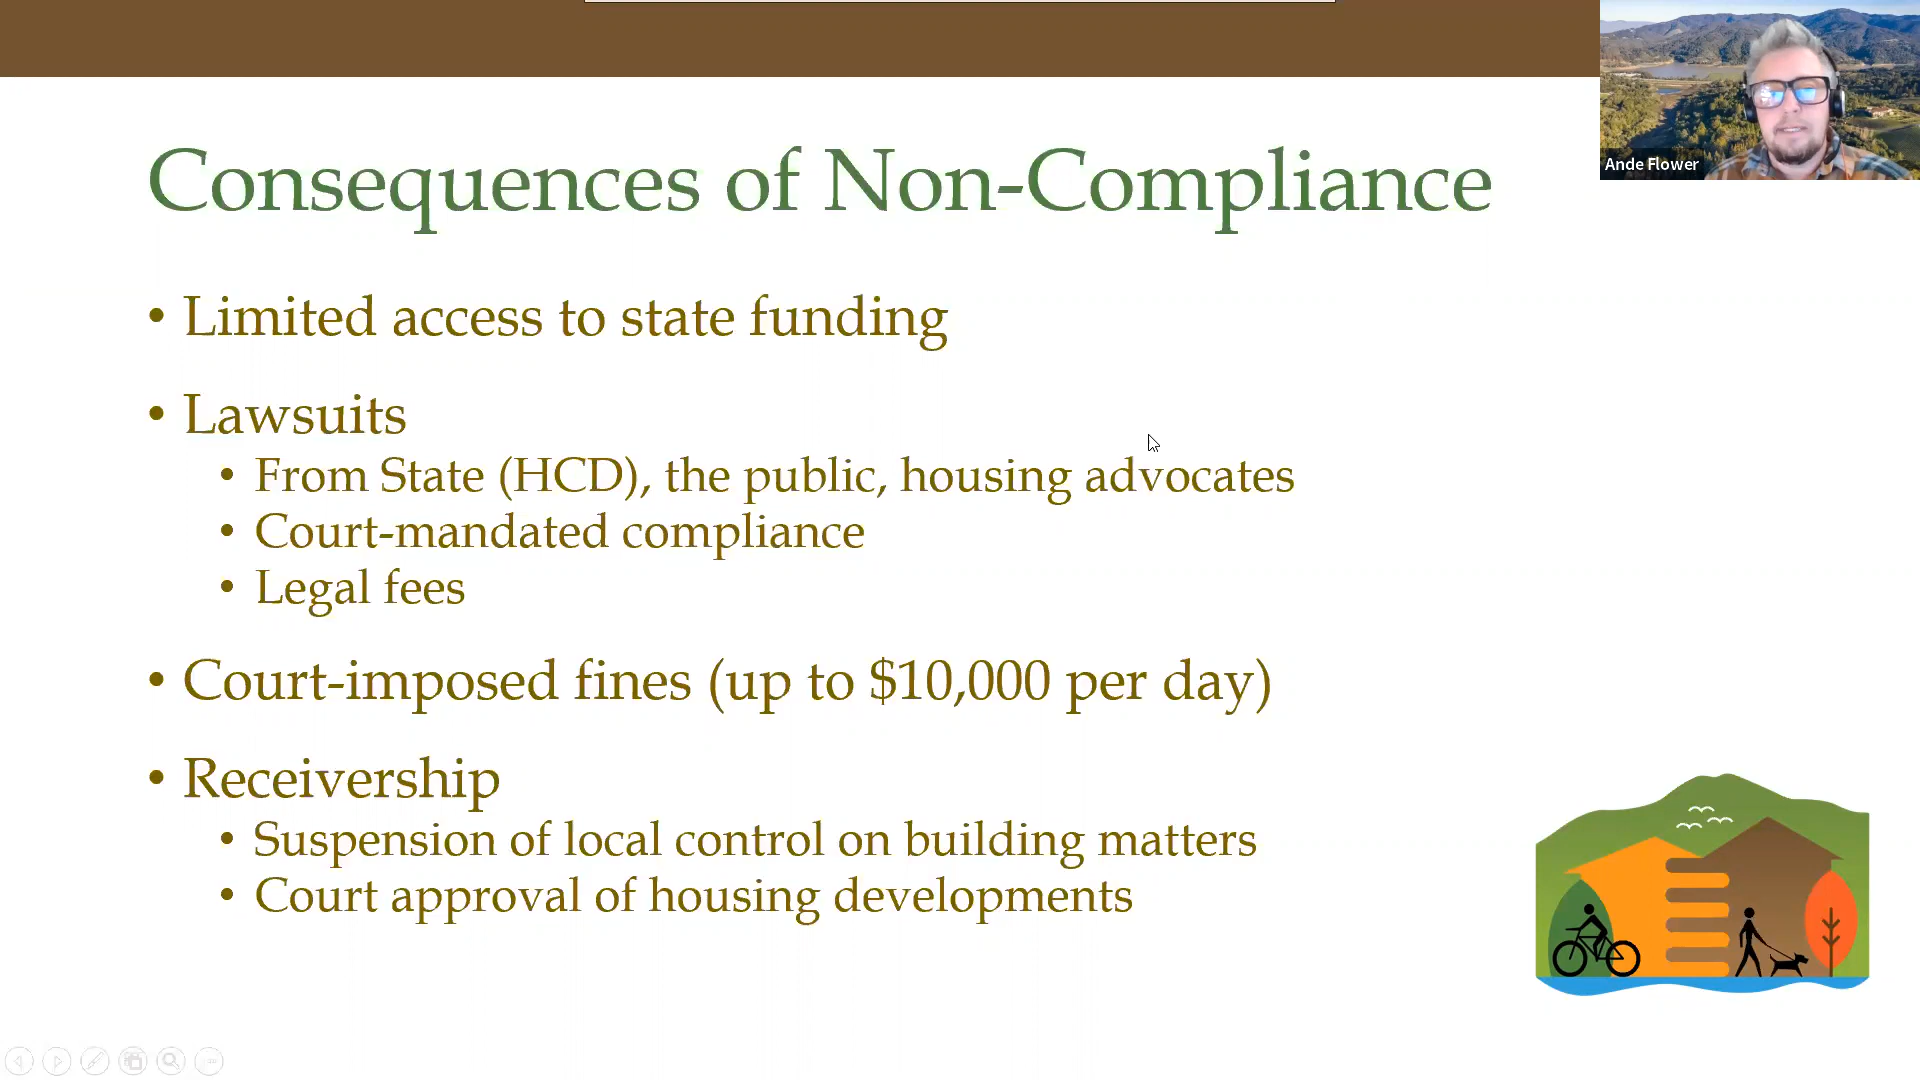 Ande Flower
Consequences of Non-Compliance
• Limited access to state funding
• Lawsuits
• From State (HCD), the public, housing advocates
• Court-mandated compliance
• Legal fees
• Court-imposed fines (up to $10,000 per day)
• Receivership
• Suspension of local control on building matters
• Court approval of housing developments